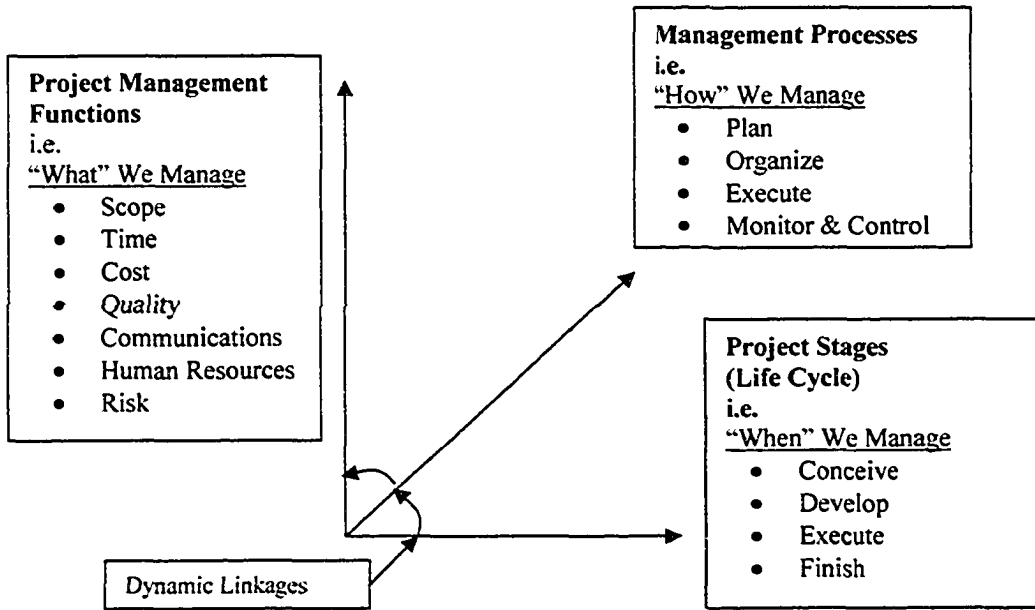 Project Management
Functions
i.e.
“What” We Manage
• Scope
• Time
• Cost
• Quality
• Communications
• Human Resources
• Risk
Management Processes
i.e.
“How” We Manage
• Plan
• Organize
• Execute
• Monitor & Control
Project Stages
(Life Cycle)
i.e.
“When” We Manage
• Conceive
• Develop
• Execute
• Finish
Dynamic Linkages